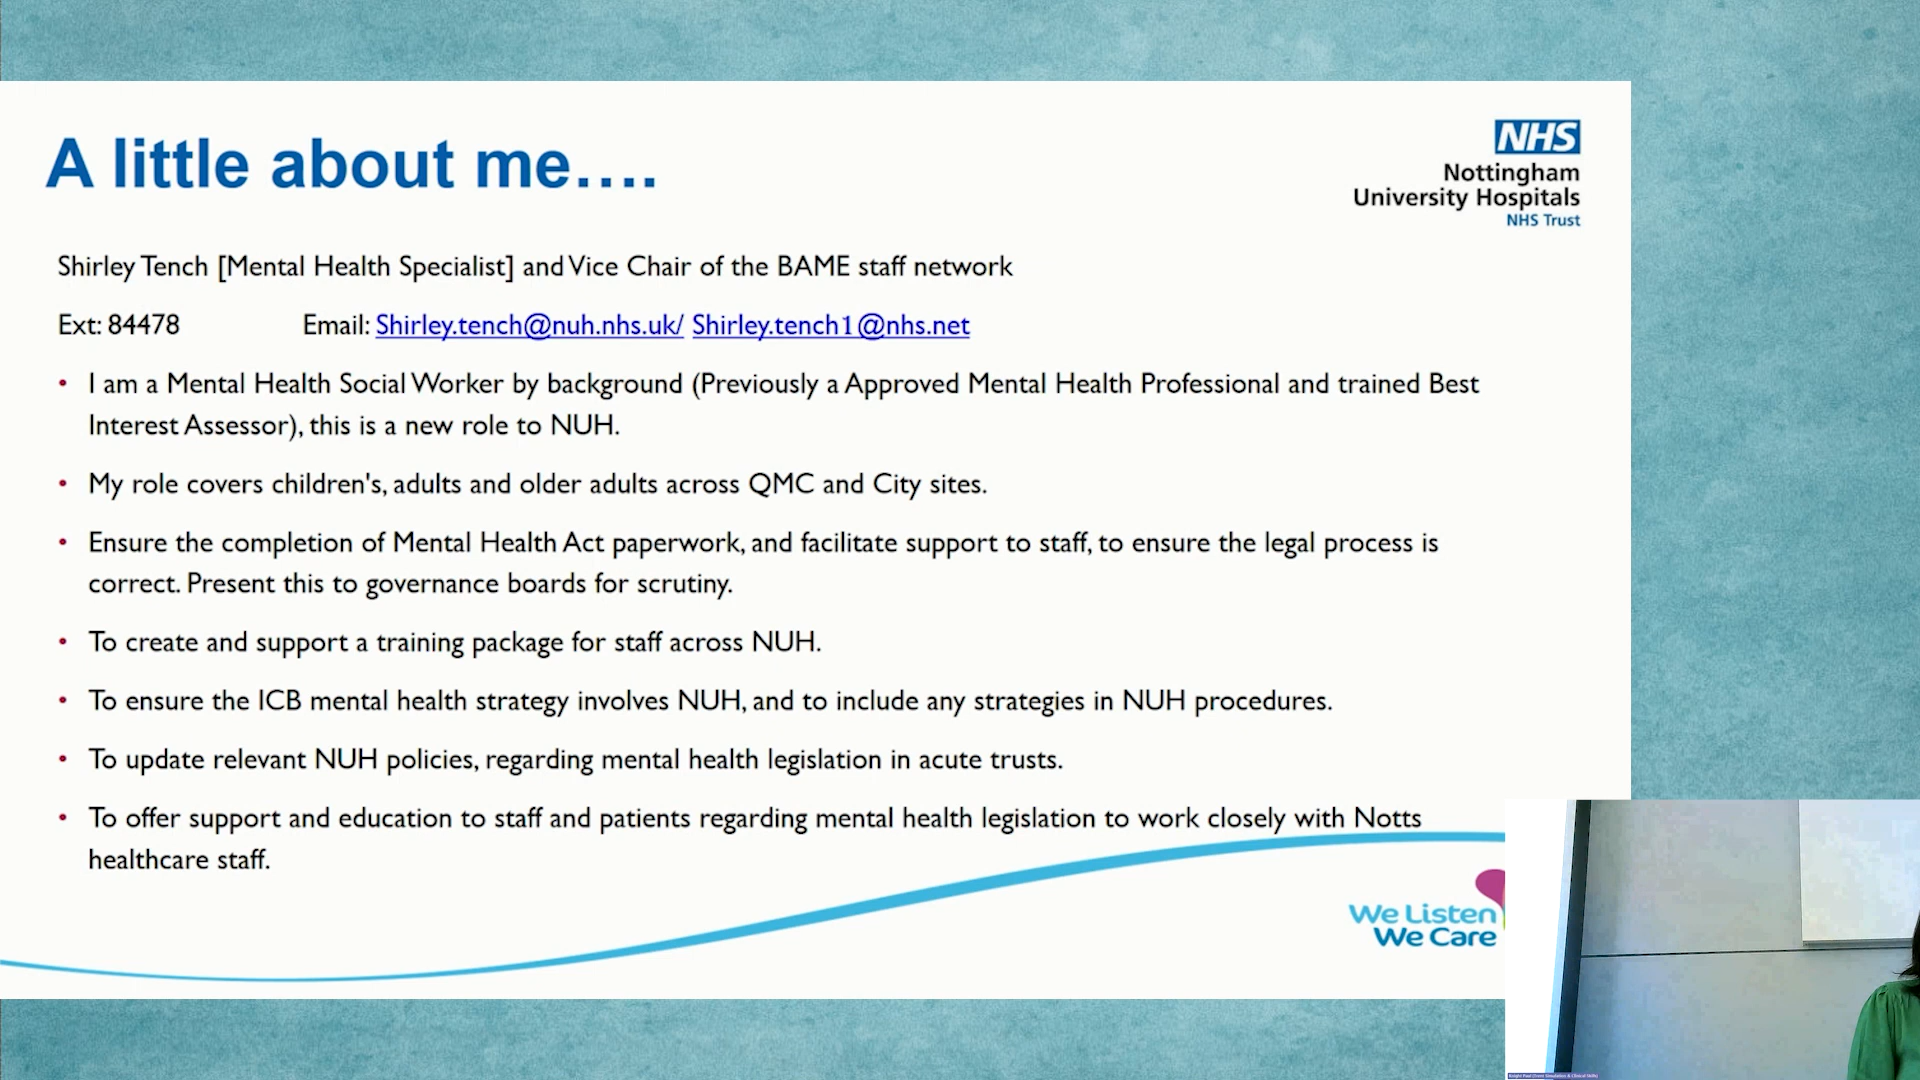 A little about me....
NHS
Nottingham
University Hospitals
NHS Trust
Shirley Tench [Mental Health Specialist] and Vice Chair of the BAME staff network
Ext: 84478 Email: Shirley.tench@nuh.nhs.uk/ Shirley.tench1@nhs.net
• I am a Mental Health Social Worker by background (Previously a Approved Mental Health Professional and trained Best
Interest Assessor), this is a new role to NUH.
• My role covers children's, adults and older adults across QMC and City sites.
• Ensure the completion of Mental Health Act paperwork, and facilitate support to staff, to ensure the legal process is
correct. Present this to governance boards for scrutiny.
• To create and support a training package for staff across NUH.
• To ensure the ICB mental health strategy involves NUH, and to include any strategies in NUH procedures.
• To update relevant NUH policies, regarding mental health legislation in acute trusts.
• To offer support and education to staff and patients regarding mental health legislation to work closely with Notts
healthcare staff.
We Listen
We Care